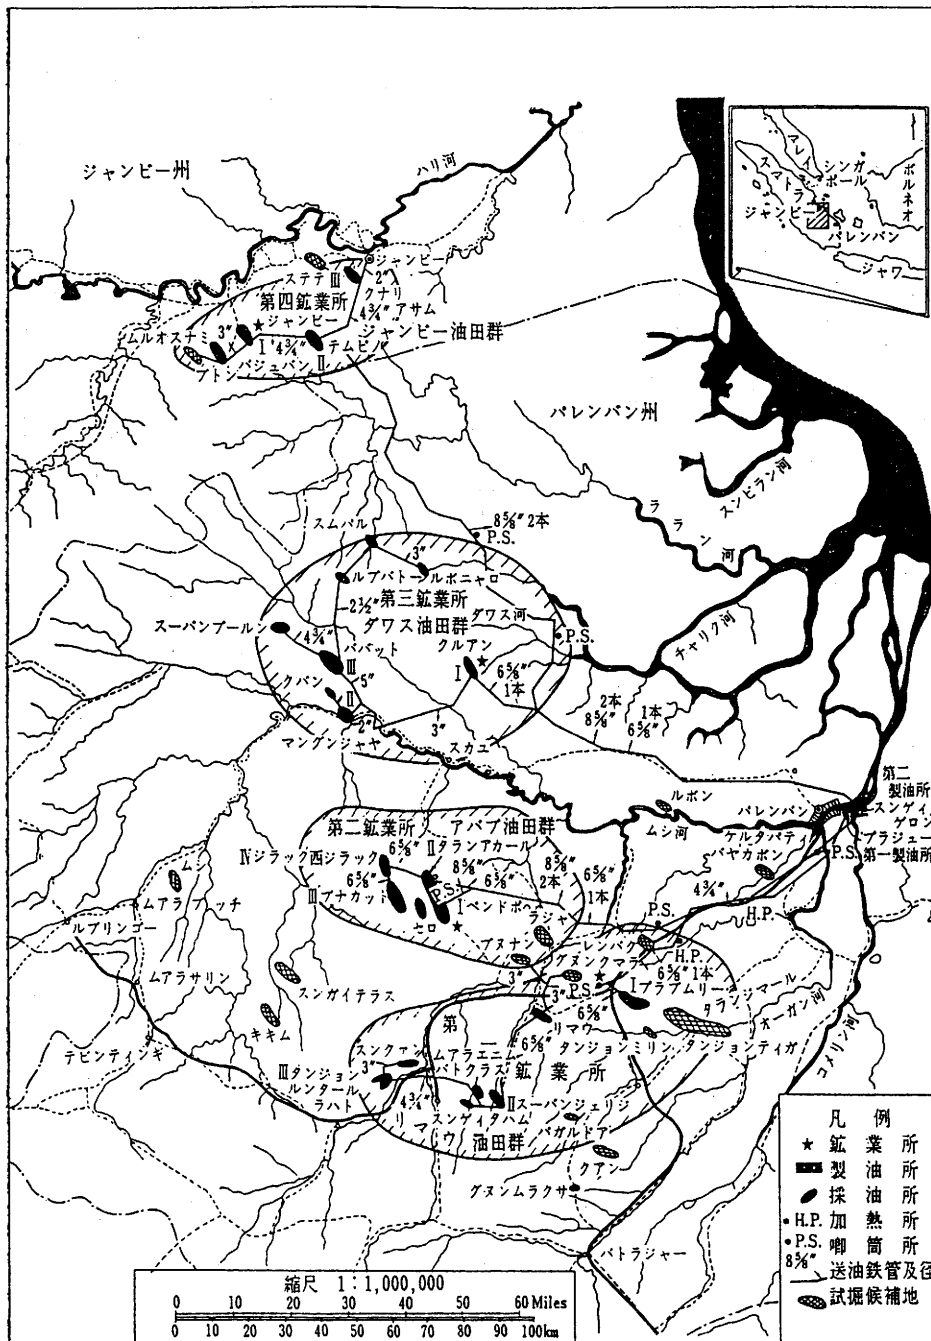 ジャンビー州
ハリ河
マレイ
シンガ
ポール
スマトラ
ジャンビー
パレンバン
ボルネオ
ジャワ
ジャンビー
ステテ Ⅲ
2″
クナリ
アサム
第四鉱業所
4¾″
ジャンビー
ジャンビー油田群
ムルオスナミ
3″
Ⅰ
4¾″
テムピノ
Ⅱ
バジュバン
ブトン
パレンバン州
スンビラン河
ララン河
8⅝″ 2本
P.S.
スムパル
3″
ルブバトー
ルボニャロ
2½″
第三鉱業所
ダワス河
ダワス油田群
P.S.
スーバンブールン
4¾″
ババット
クルアン
Ⅲ
Ⅰ
6⅝″
1本
5″
クバン
Ⅱ
2″
3″
マングンジャヤ
スカユ
チャリク河
2本
8⅝″
1本
6⅝″
第二
製油所
スンゲイ
ゲロン
プラジュー
第一製油所
パレンバン
ルボン
ムシ河
ケルタパティ
バヤカボン
P.S.
4¾″
H.P.
第二鉱業所
アバブ油田群
Ⅳジラック
西ジラック
6⅝″
Ⅱタランアカール
8⅝″
6⅝″
8⅝″
2本
6⅝″
1本
P.S.
6⅝″
Ⅲブナカット
Ⅰペンドポ
セロ
ラジャ
P.S.
ブヌナン
レンバク
H.P.
グヌンクマラ
6⅝″1本
3″
P.S.
3″
Ⅰプラアムリー
タランジマール
6⅝″
リマウ
6⅝″
タンジョンミリン
タンジョンティガ
オーガン河
コメリン河
ムシ
ムアラブッチ
ルブリンゴー
ムアラサリン
スンガイテラス
キキム
テビンティンギ
第
一
鉱業所
スンクァン
3″
ムアラエニム
バトクラス
Ⅲタンジョン
ルンタール
ラハト
4¾″
スンゲイタハム
Ⅱスーバンジェリジ
リマウ
油田群
パガルドア
クアン
グヌンムラクサ
バトラジャー
凡例
鉱業所
製油所
採油所
H.P. 加熱所
P.S. 喞筒所
8⅝″
送油鉄管及径
試掘候補地
縮尺 1:1,000,000
0 10 20 30 40 50 60 Miles
0 10 20 30 40 50 60 70 80 90 100km